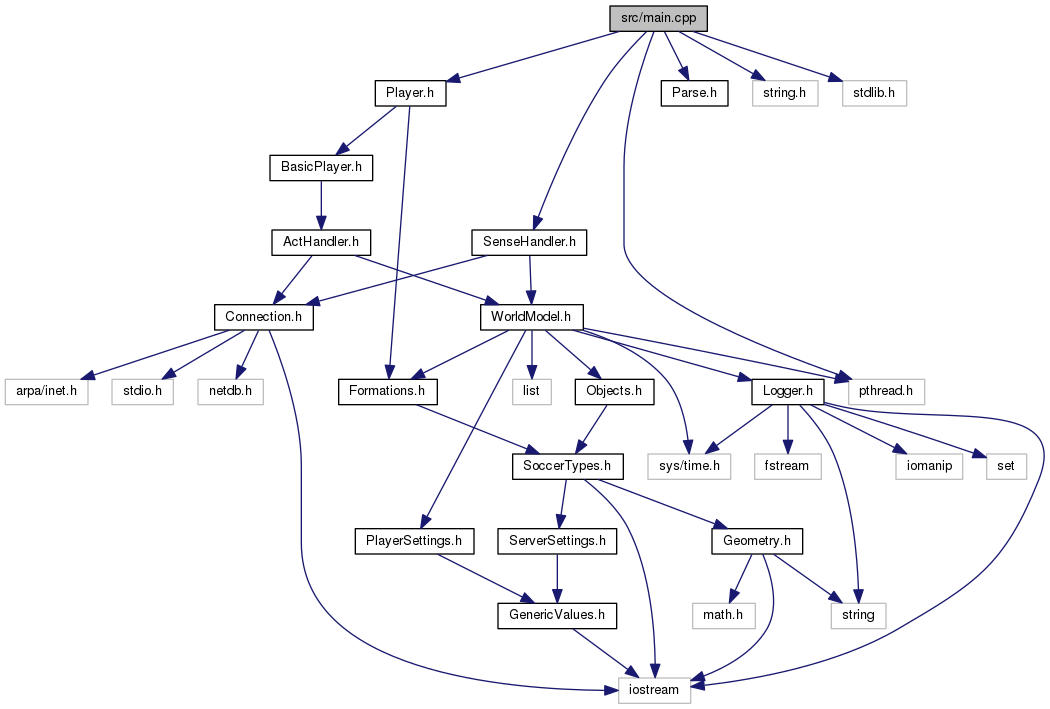 src/main.cpp
Player.h
Parse.h
string.h
stdlib.h
BasicPlayer.h
ActHandler.h
SenseHandler.h
Connection.h
WorldModel.h
arpa/inet.h
stdio.h
netdb.h
Formations.h
list
Objects.h
Logger.h
pthread.h
SoccerTypes.h
sys/time.h
fstream
iomanip
set
PlayerSettings.h
ServerSettings.h
Geometry.h
GenericValues.h
math.h
string
iostream